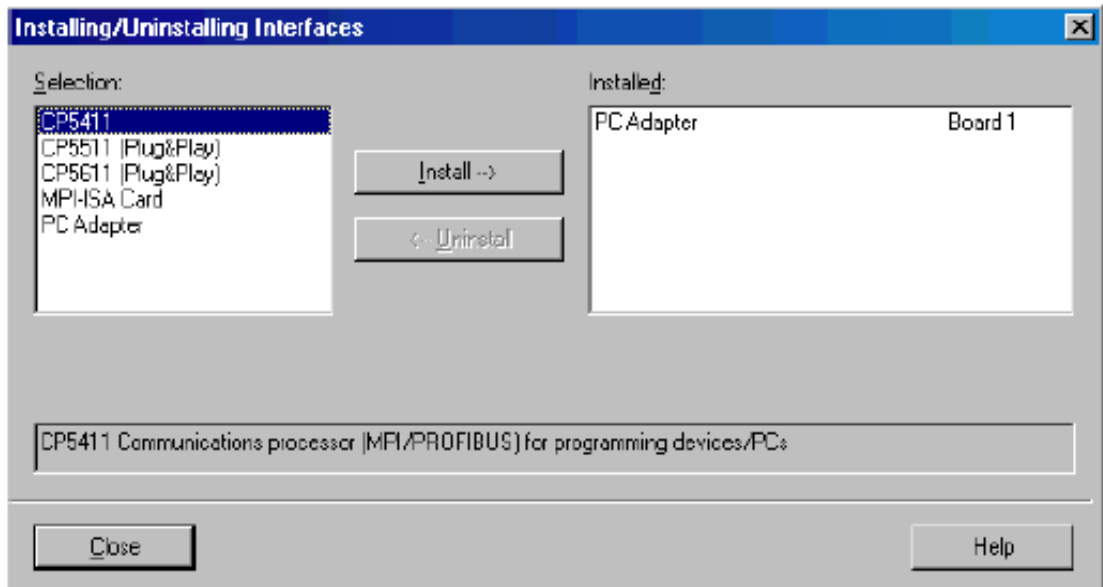 Installing/Uninstalling Interfaces
Selection:
CP5411
CP5511 (Plug&Play)
CP5611 (Plug&Play)
MPI-ISA Card
PC Adapter
Install -->
<-- Uninstall
Installed:
PC Adapter Board 1
CP5411 Communications processor (MPI/PROFIBUS) for programming devices/PCs
Close
Help